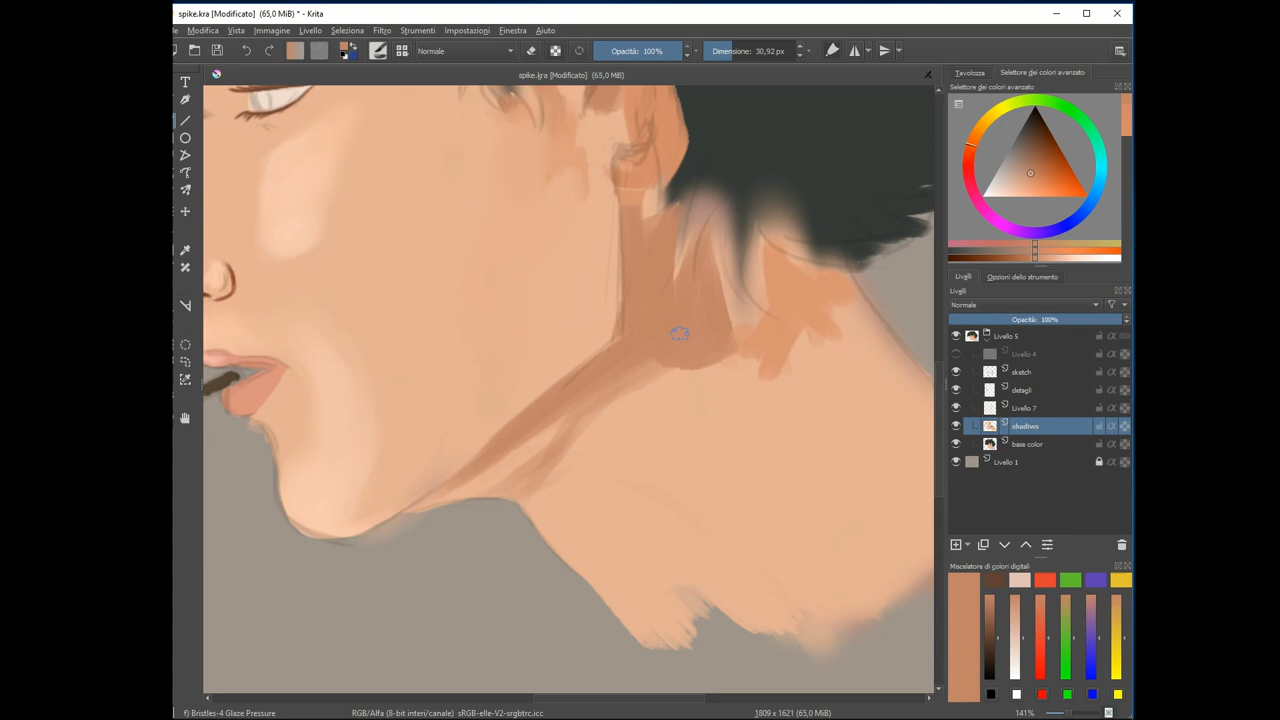 spike.kra [Modificato] (65,0 MiB) * - Krita
le Modifica Vista Immagine Livello Seleziona Filtro Strumenti Impostazioni Finestra Aiuto
Normale Opacità: 100% Dimensione: 30,92 px
spike.kra [Modificato] (65,0 MiB)
Tavolozza Selettore dei colori avanzato
Selettore dei colori avanzato
Livelli Opzioni dello strumento
Livelli
Normale
Opacità: 100%
Livello 5
Livello 4
sketch
detagli
Livello 7
shadiws
base color
Livello 1
Miscelatore di colori digitali
f) Bristles-4 Glaze Pressure RGB/Alfa (8-bit interi/canale) sRGB-elle-V2-srgbtrc.icc 1809 x 1621 (65,0 MiB) 141%